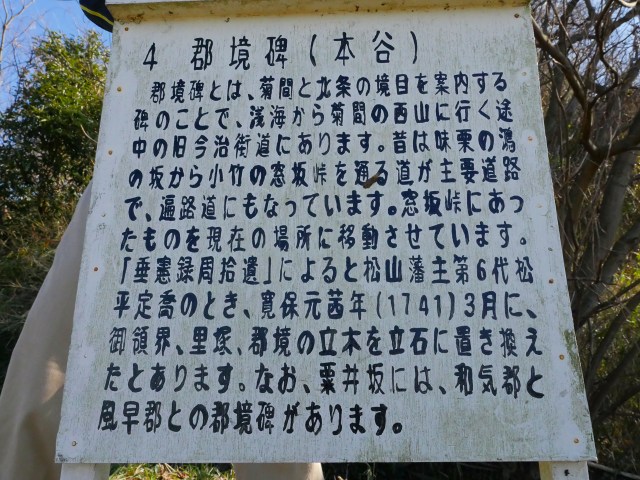 4 郡境碑(本谷)
郡境碑とは、菊間と北条の境目を案内する
碑のことで、浅海から菊間の西山に行く途
中の旧今治街道にあります。昔は味栗の鴻
の坂から小竹の窓坂峠を通る道が主要道路
で、遍路道にもなっています。窓坂峠にあっ
たものを現在の場所に移動させています。
「垂憲録周拾遺」によると松山藩主第6代松
平定喬のとき、寛保元茜年(1741)3月に、
御領界、里塚、郡境の立木を立石に置き換え
たとあります。なお、粟井坂には、和気郡と
風早郡との郡境碑があります。